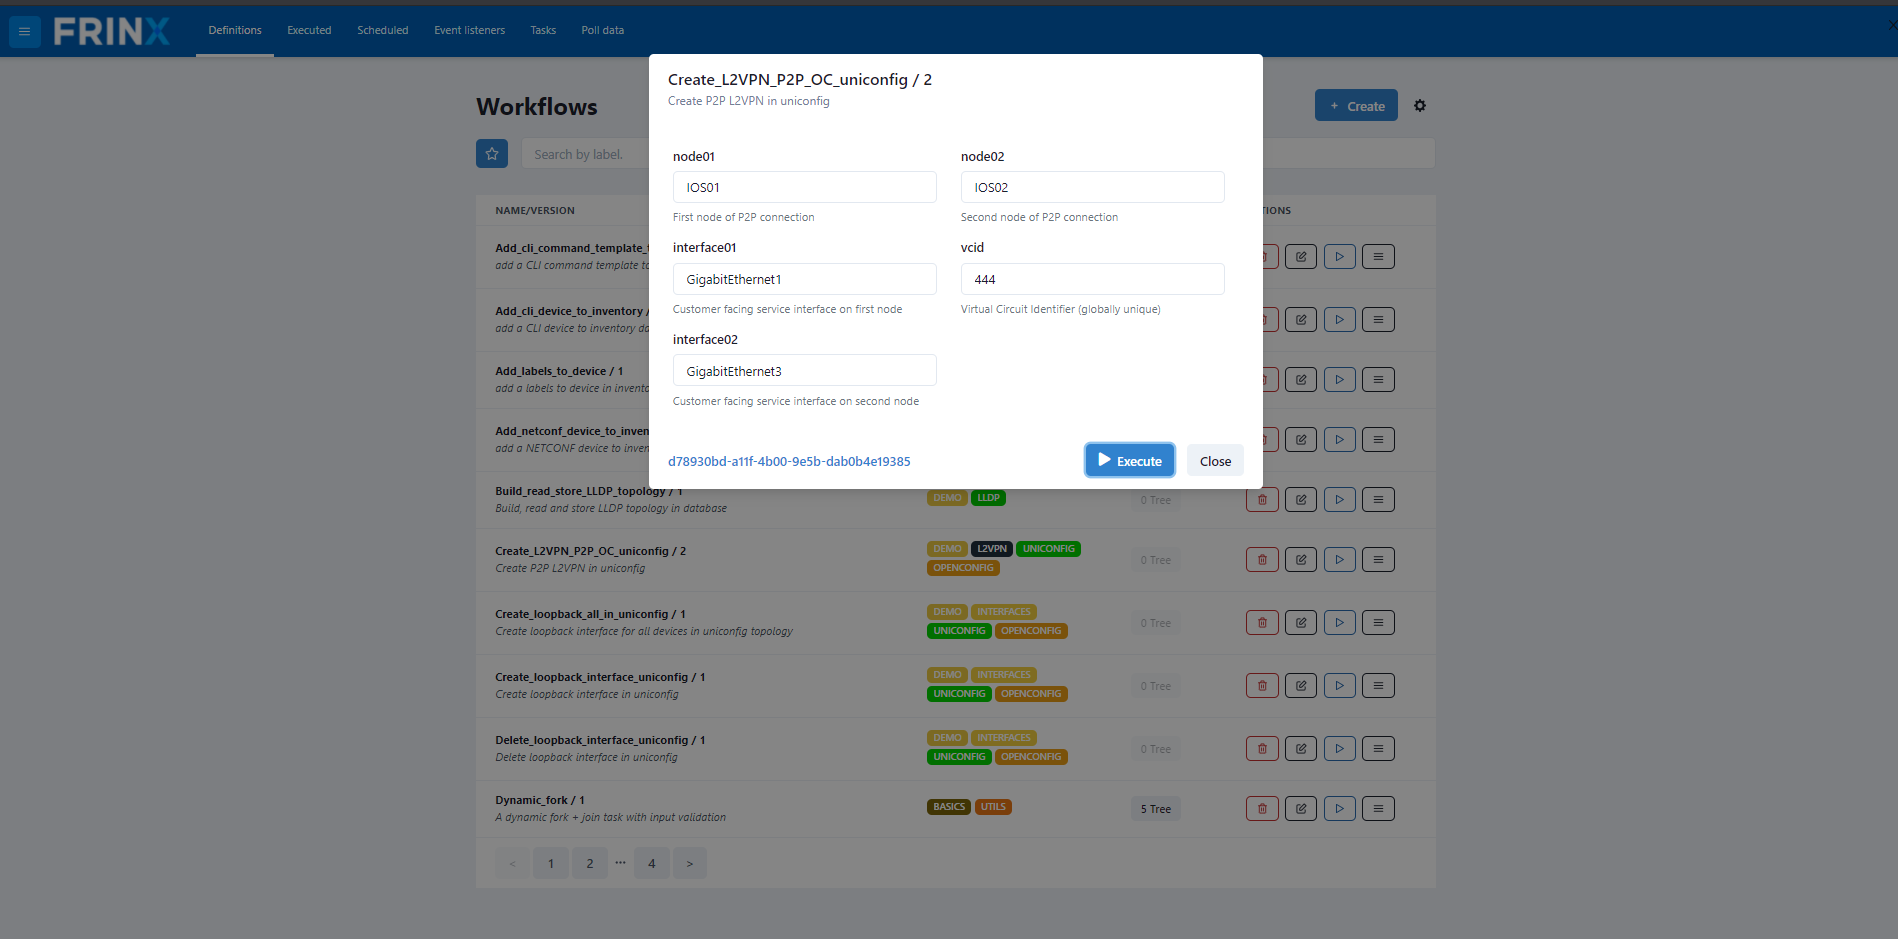 FRINX
Definitions
Executed
Scheduled
Event listeners
Tasks
Poll data
Workflows
+ Create
Search by label.
NAME/VERSION
TIONS
Create_L2VPN_P2P_OC_uniconfig / 2
Create P2P L2VPN in uniconfig
node01
node02
IOS01
IOS02
First node of P2P connection
Second node of P2P connection
interface01
vcid
GigabitEthernet1
444
Customer facing service interface on first node
Virtual Circuit Identifier (globally unique)
interface02
GigabitEthernet3
Customer facing service interface on second node
d78930bd-a11f-4b00-9e5b-dab0b4e19385
Execute
Close
Add_cli_command_template_t
add a CLI command template to
Add_cli_device_to_inventory /
add a CLI device to inventory da
Add_labels_to_device / 1
add a labels to device in invento
Add_netconf_device_to_inven
add a NETCONF device to inven
Build_read_store_LLDP_topology / 1
Build, read and store LLDP topology in database
DEMO LLDP
0 Tree
Create_L2VPN_P2P_OC_uniconfig / 2
Create P2P L2VPN in uniconfig
DEMO L2VPN UNICONFIG
OPENCONFIG
0 Tree
Create_loopback_all_in_uniconfig / 1
Create loopback interface for all devices in uniconfig topology
DEMO INTERFACES
UNICONFIG OPENCONFIG
0 Tree
Create_loopback_interface_uniconfig / 1
Create loopback interface in uniconfig
DEMO INTERFACES
UNICONFIG OPENCONFIG
0 Tree
Delete_loopback_interface_uniconfig / 1
Delete loopback interface in uniconfig
DEMO INTERFACES
UNICONFIG OPENCONFIG
0 Tree
Dynamic_fork / 1
A dynamic fork + join task with input validation
BASICS UTILS
5 Tree
< 1 2 ... 4 >